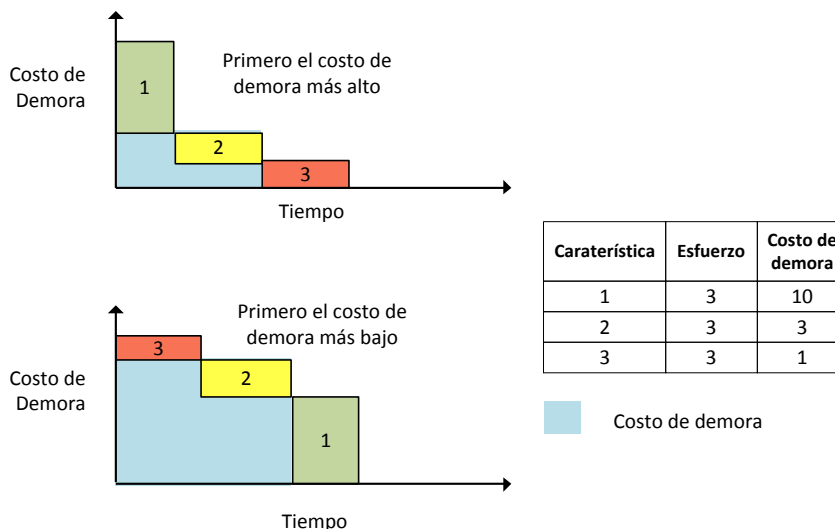 Costo de
Demora
Primero el costo de
demora más alto
1
2
3
Tiempo
Costo de
Demora
Primero el costo de
demora más bajo
3
2
1
Tiempo
Caraterística Esfuerzo Costo de demora
1 3 10
2 3 3
3 3 1
Costo de demora